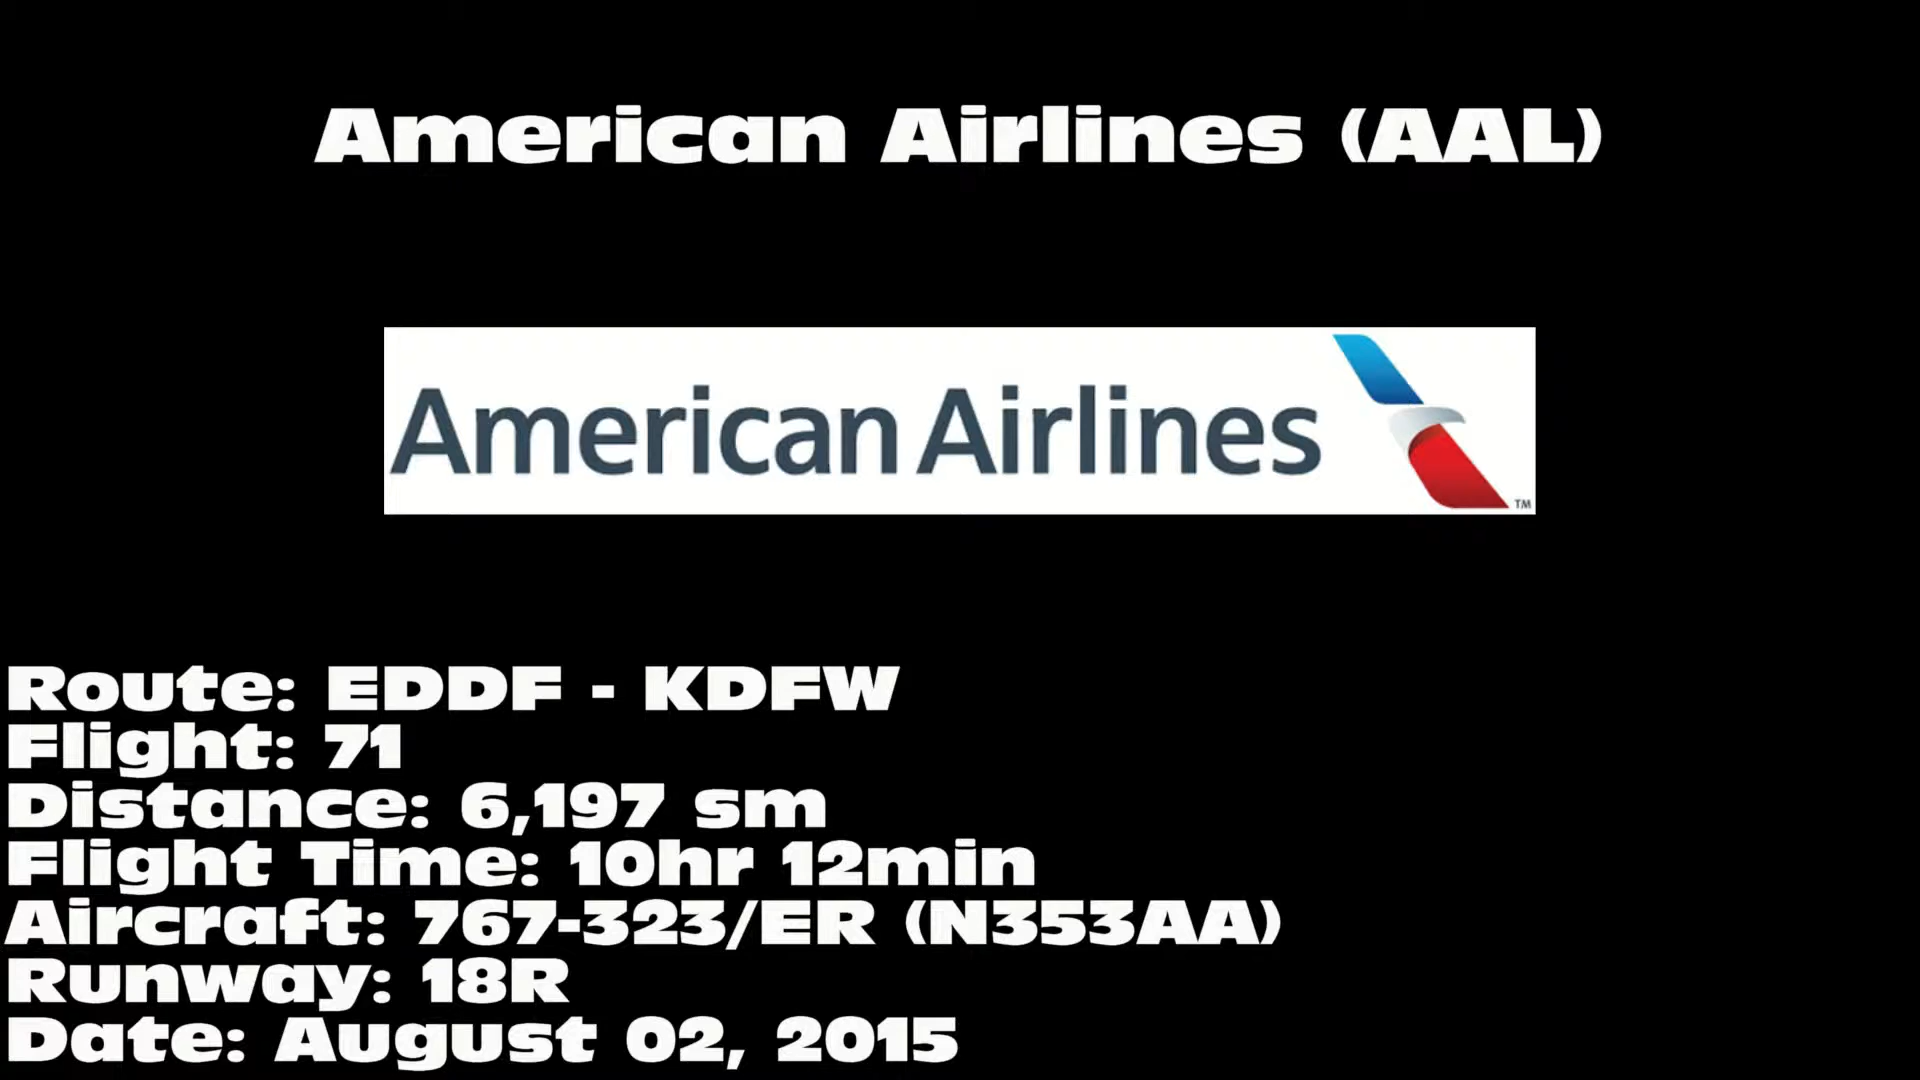 American Airlines (AAL)
American Airlines
TM
Route: EDDF - KDFW
Flight: 71
Distance: 6,197 sm
Flight Time: 10hr 12min
Aircraft: 767-323/ER (N353AA)
Runway: 18R
Date: August 02, 2015